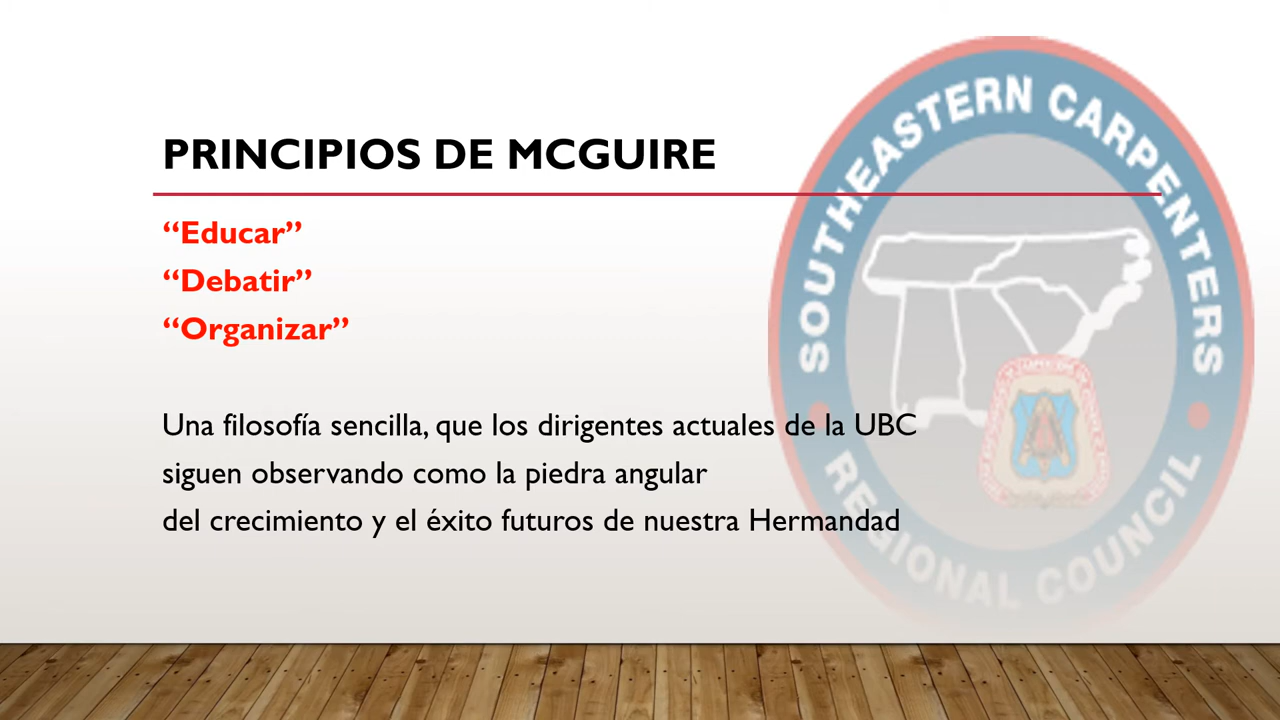 PRINCIPIOS DE MCGUIRE
“Educar”
“Debatir”
“Organizar”
Una filosofía sencilla, que los dirigentes actuales de la UBC
siguen observando como la piedra angular
del crecimiento y el éxito futuros de nuestra Hermandad
SOUTHEASTERN CARPENTERS
REGIONAL COUNCIL